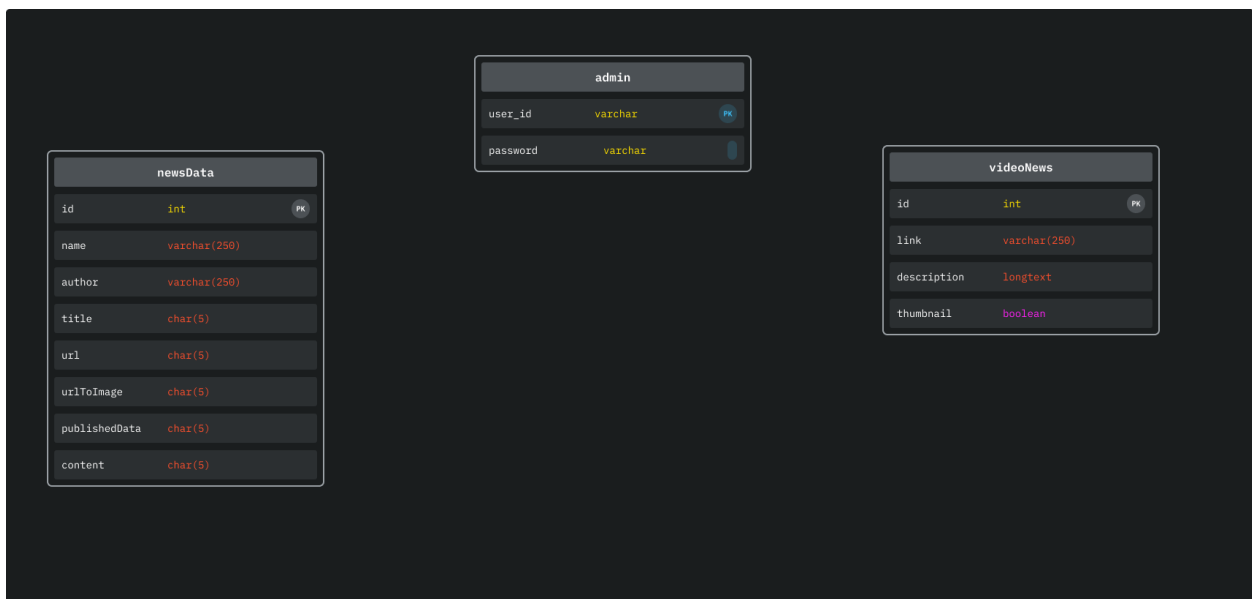 admin
user_id varchar PK
password varchar
newsData
id int PK
name varchar(250)
author varchar(250)
title char(5)
url char(5)
urlToImage char(5)
publishedData char(5)
content char(5)
videoNews
id int PK
link varchar(250)
description longtext
thumbnail boolean